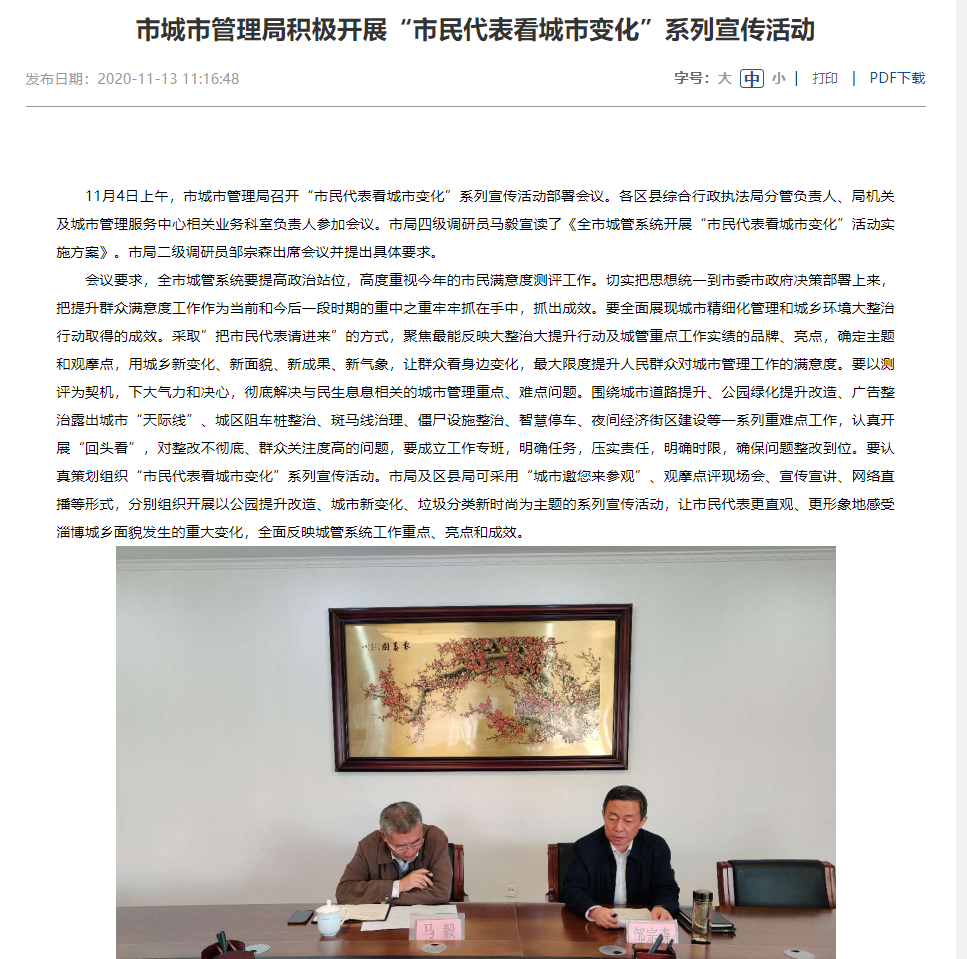 市城市管理局积极开展“市民代表看城市变化”系列宣传活动
发布日期：2020-11-13 11:16:48
字号：大 中 小 | 打印 | PDF下载
11月4日上午，市城市管理局召开“市民代表看城市变化”系列宣传活动部署会议。各区县综合行政执法局分管负责人、局机关
及城市管理服务中心相关业务科室负责人参加会议。市局四级调研员马毅宣读了《全市城管系统开展“市民代表看城市变化”活动实
施方案》。市局二级调研员邹宗森出席会议并提出具体要求。
会议要求，全市城管系统要提高政治站位，高度重视今年的市民满意度测评工作。切实把思想统一到市委市政府决策部署上来，
把提升群众满意度工作作为当前和今后一段时期的重中之重牢牢抓在手中，抓出成效。要全面展现城市精细化管理和城乡环境大整治
行动取得的成效。采取”把市民代表请进来”的方式，聚焦最能反映大整治大提升行动及城管重点工作实绩的品牌、亮点，确定主题
和观摩点，用城乡新变化、新面貌、新成果、新气象，让群众看身边变化，最大限度提升人民群众对城市管理工作的满意度。要以测
评为契机，下大气力和决心，彻底解决与民生息息相关的城市管理重点、难点问题。围绕城市道路提升、公园绿化提升改造、广告整
治露出城市“天际线”、城区阻车桩整治、斑马线治理、僵尸设施整治、智慧停车、夜间经济街区建设等一系列重难点工作，认真开
展“回头看”，对整改不彻底、群众关注度高的问题，要成立工作专班，明确任务，压实责任，明确时限，确保问题整改到位。要认
真策划组织“市民代表看城市变化”系列宣传活动。市局及区县局可采用“城市邀您来参观”、观摩点评现场会、宣传宣讲、网络直
播等形式，分别组织开展以公园提升改造、城市新变化、垃圾分类新时尚为主题的系列宣传活动，让市民代表更直观、更形象地感受
淄博城乡面貌发生的重大变化，全面反映城管系统工作重点、亮点和成效。
马毅
邹宗森